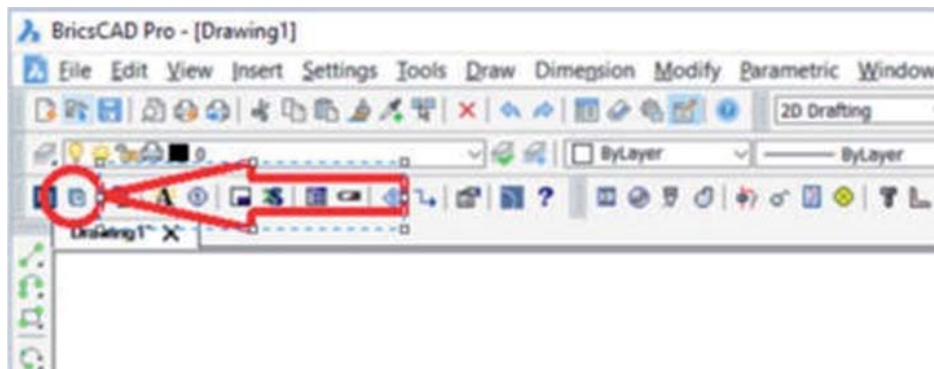 BricsCAD Pro - [Drawing1]
File Edit View Insert Settings Tools Draw Dimension Modify Parametric Window
2D Drafting
0 ByLayer ByLayer
A ?
Drawing1* X